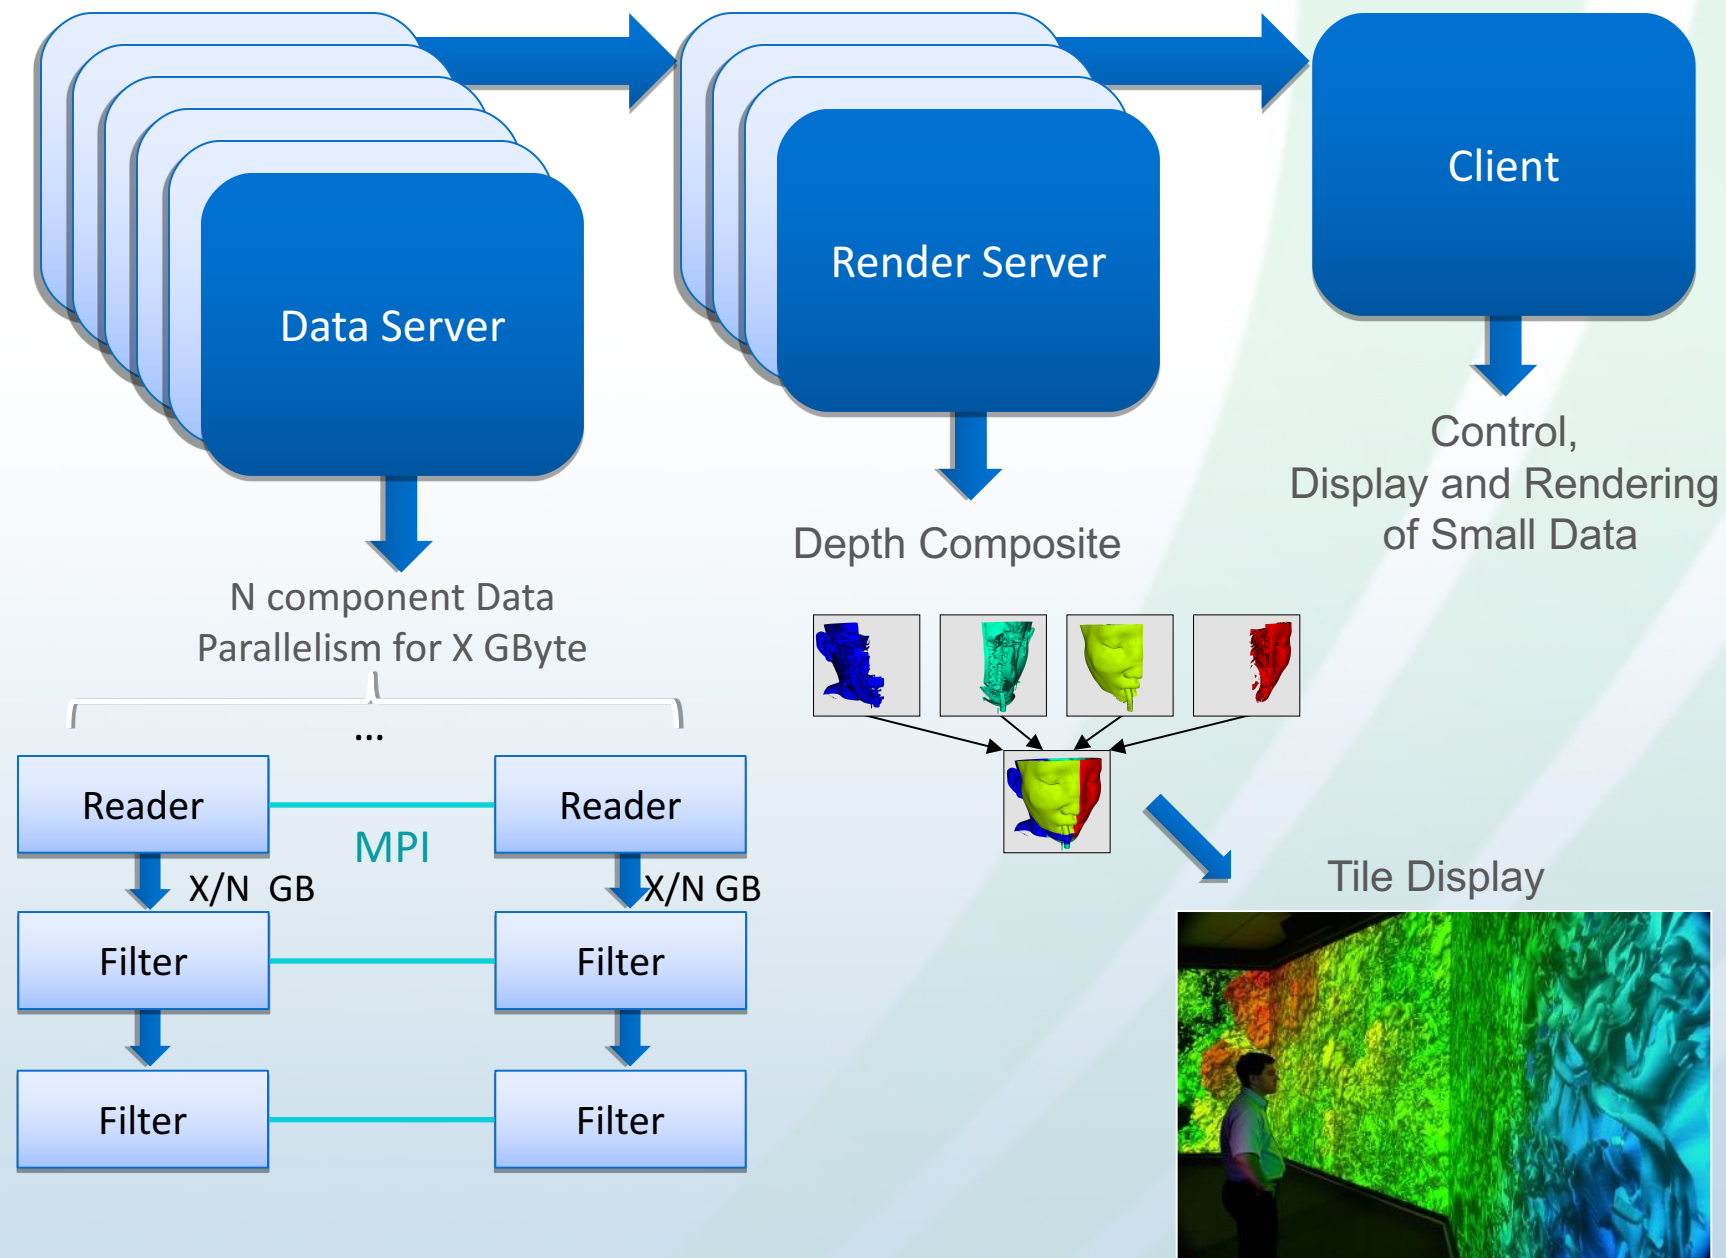 Data Server
Render Server
Client
N component Data
Parallelism for X GByte
...
Reader
Reader
MPI
X/N GB
X/N GB
Filter
Filter
Filter
Filter
Depth Composite
Control,
Display and Rendering
of Small Data
Tile Display